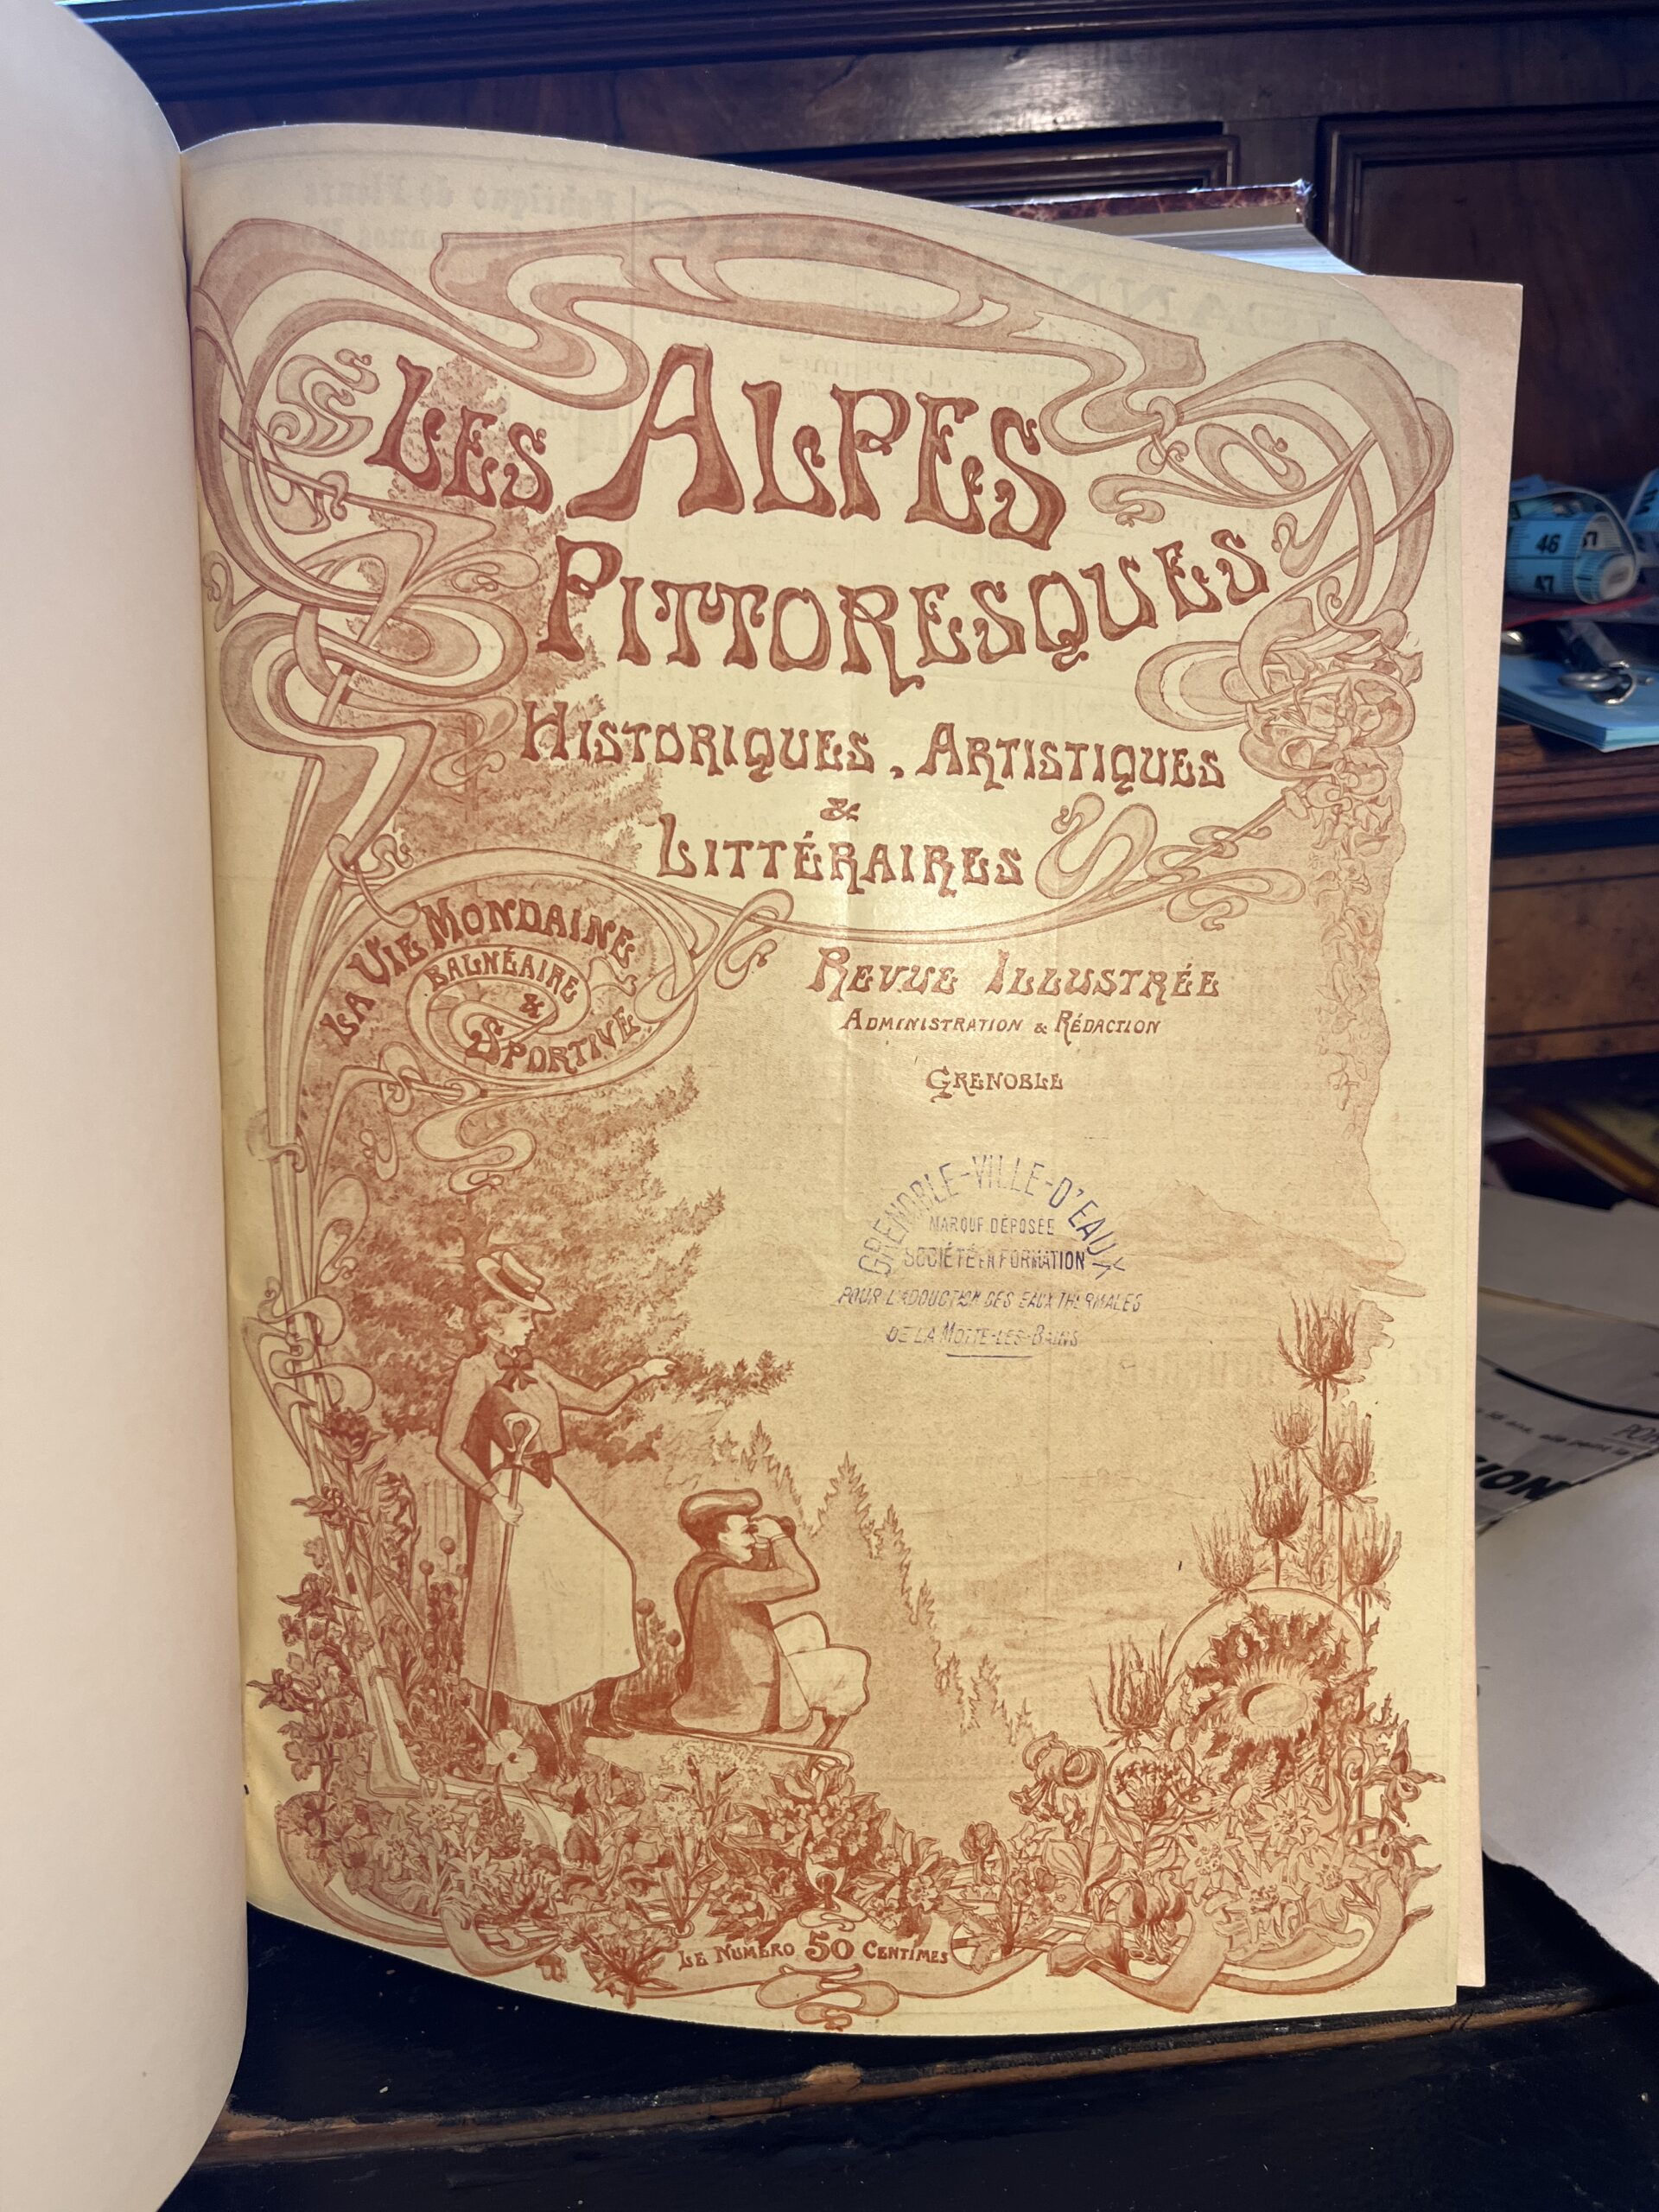 LES ALPES
PITTORESQUES
HISTORIQUES, ARTISTIQUES
&
LITTÉRAIRES
LA VIE MONDAINE
BALNÉAIRE
&
SPORTIVE
REVUE ILLUSTRÉE
ADMINISTRATION & RÉDACTION
GRENOBLE
GRENOBLE-VILLE-D'EAUX
MARQUE DÉPOSÉE
SOCIÉTÉ EN FORMATION
POUR L'ADDUCTION DES EAUX THERMALES
DE LA MOTTE-LES-BAINS
LE NUMÉRO 50 CENTIMES
46
47